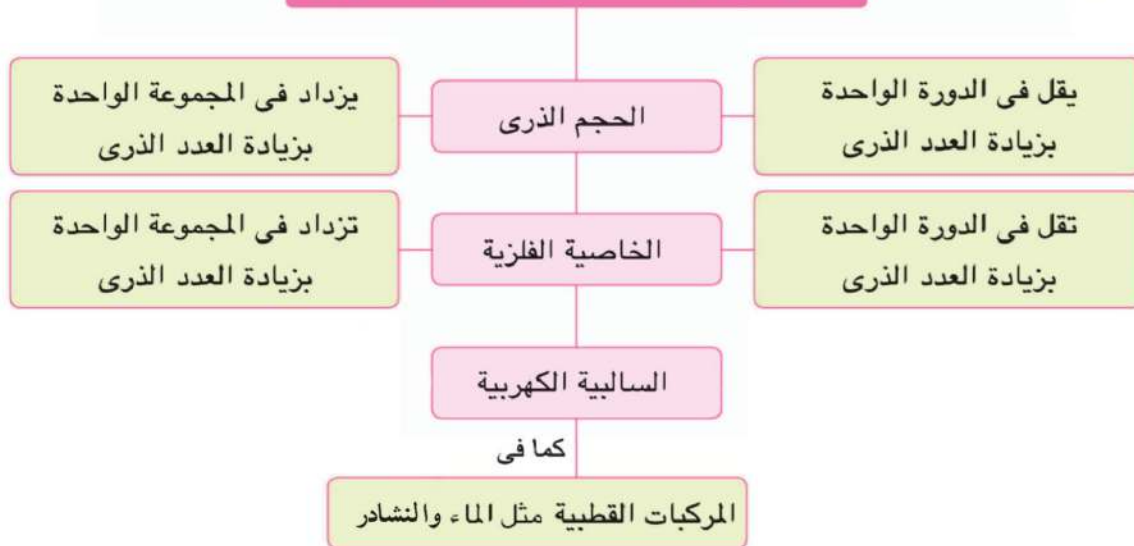 يقل فى الدورة الواحدة
بزيادة العدد الذرى
الحجم الذرى
يزداد فى المجموعة الواحدة
بزيادة العدد الذرى
تقل فى الدورة الواحدة
بزيادة العدد الذرى
الخاصية الفلزية
تزداد فى المجموعة الواحدة
بزيادة العدد الذرى
السالبية الكهربية
كما فى
المركبات القطبية مثل الماء والنشادر